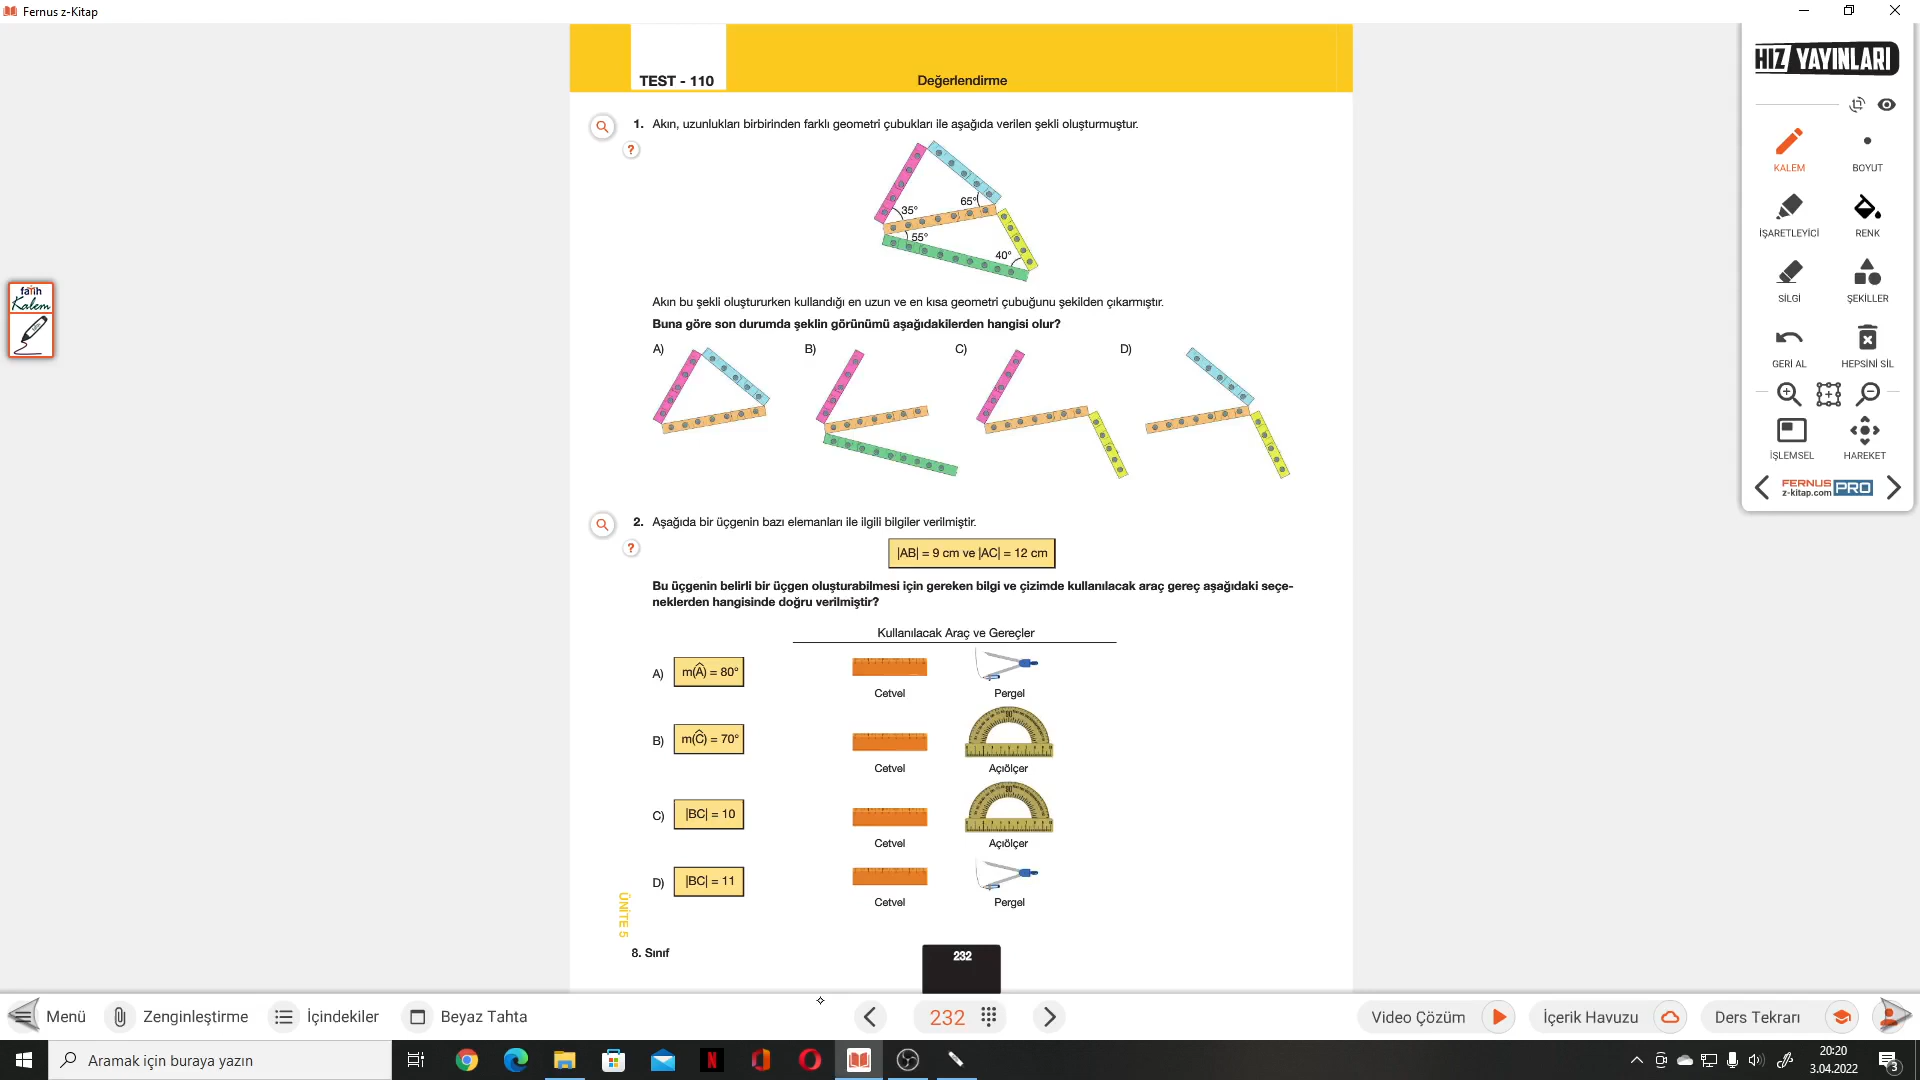 Fernus z-Kitap
TEST - 110
Değerlendirme
HIZ YAYINLARI
1. Akın, uzunlukları birbirinden farklı geometri çubukları ile aşağıda verilen şekli oluşturmuştur.
65°
35°
55°
40°
Akın bu şekli oluştururken kullandığı en uzun ve en kısa geometri çubuğunu şekilden çıkarmıştır.
Buna göre son durumda şeklin görünümü aşağıdakilerden hangisi olur?
A) B) C) D)
2. Aşağıda bir üçgenin bazı elemanları ile ilgili bilgiler verilmiştir.
|AB| = 9 cm ve |AC| = 12 cm
Bu üçgenin belirli bir üçgen oluşturabilmesi için gereken bilgi ve çizimde kullanılacak araç gereç aşağıdaki seçe-
neklerden hangisinde doğru verilmiştir?
Kullanılacak Araç ve Gereçler
A) m(Â) = 80°
Cetvel Pergel
B) m(Ĉ) = 70°
90
Cetvel Açıölçer
C) |BC| = 10
90
Cetvel Açıölçer
D) |BC| = 11
Cetvel Pergel
ÜNİTE 5
8. Sınıf
232
fatih
Kalem
KALEM BOYUT
İŞARETLEYİCİ RENK
SİLGİ ŞEKİLLER
GERİ AL HEPSİNİ SİL
İŞLEMSEL HAREKET
FERNUS PRO
z-kitap.com
Menü Zenginleştirme İçindekiler Beyaz Tahta 232 Video Çözüm İçerik Havuzu Ders Tekrarı
Aramak için buraya yazın
20:20
3.04.2022
3